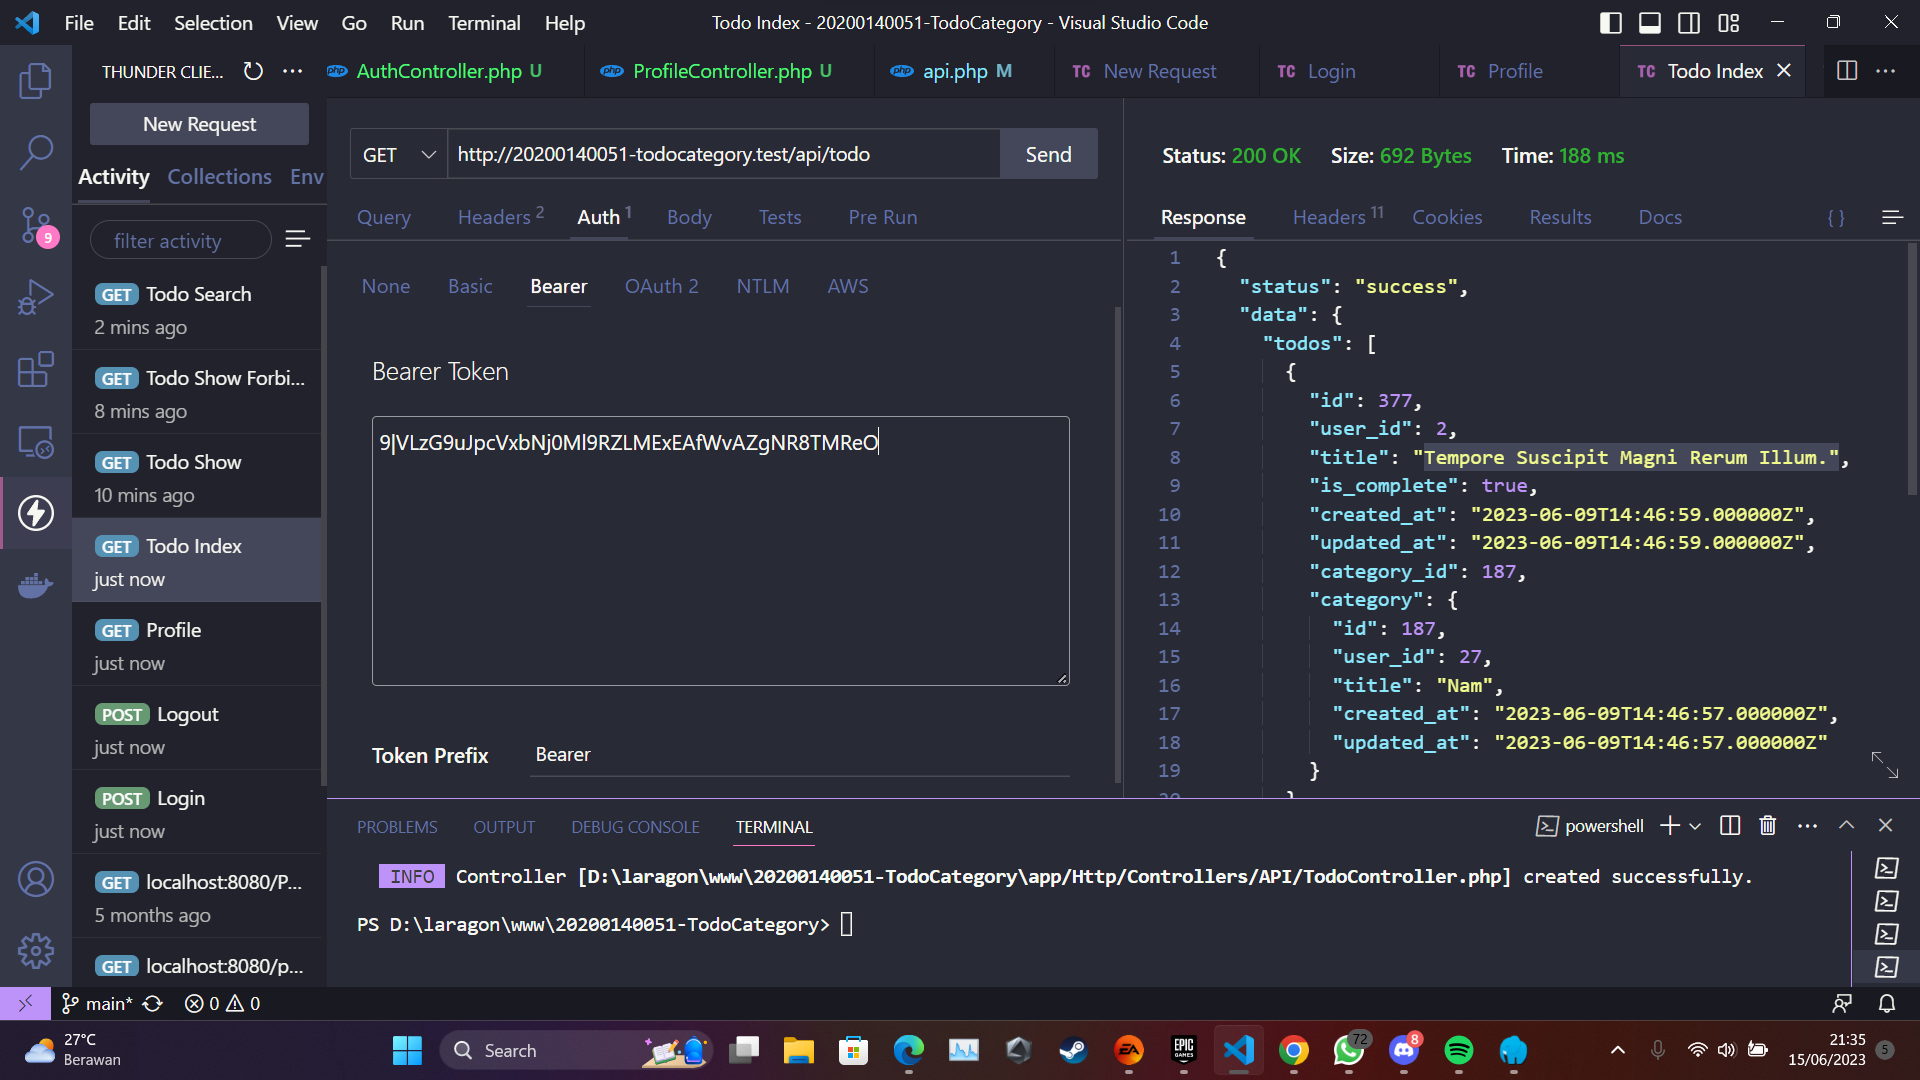 File Edit Selection View Go Run Terminal Help
Todo Index - 20200140051-TodoCategory - Visual Studio Code
THUNDER CLIE...
AuthController.php U
ProfileController.php U
api.php M
TC New Request
TC Login
TC Profile
TC Todo Index
New Request
Activity Collections Env
filter activity
GET Todo Search
2 mins ago
GET Todo Show Forbi...
8 mins ago
GET Todo Show
10 mins ago
GET Todo Index
just now
GET Profile
just now
POST Logout
just now
POST Login
just now
GET localhost:8080/P...
5 months ago
GET localhost:8080/p...
9
GET http://20200140051-todocategory.test/api/todo Send
Query Headers 2 Auth 1 Body Tests Pre Run
None Basic Bearer OAuth 2 NTLM AWS
Bearer Token
9|VLzG9uJpcVxbNj0Ml9RZLMExEAfWvAZgNR8TMReO
Token Prefix Bearer
Status: 200 OK Size: 692 Bytes Time: 188 ms
Response Headers 11 Cookies Results Docs { }
1 {
2 "status": "success",
3 "data": {
4 "todos": [
5 {
6 "id": 377,
7 "user_id": 2,
8 "title": "Tempore Suscipit Magni Rerum Illum.",
9 "is_complete": true,
10 "created_at": "2023-06-09T14:46:59.000000Z",
11 "updated_at": "2023-06-09T14:46:59.000000Z",
12 "category_id": 187,
13 "category": {
14 "id": 187,
15 "user_id": 27,
16 "title": "Nam",
17 "created_at": "2023-06-09T14:46:57.000000Z",
18 "updated_at": "2023-06-09T14:46:57.000000Z"
19 }
20 }
PROBLEMS OUTPUT DEBUG CONSOLE TERMINAL
powershell
INFO Controller [D:\laragon\www\20200140051-TodoCategory\app/Http/Controllers/API/TodoController.php] created successfully.
PS D:\laragon\www\20200140051-TodoCategory>
main* 0 0
27°C
Berawan
Search
EPIC GAMES
72
8
21:35
15/06/2023
5